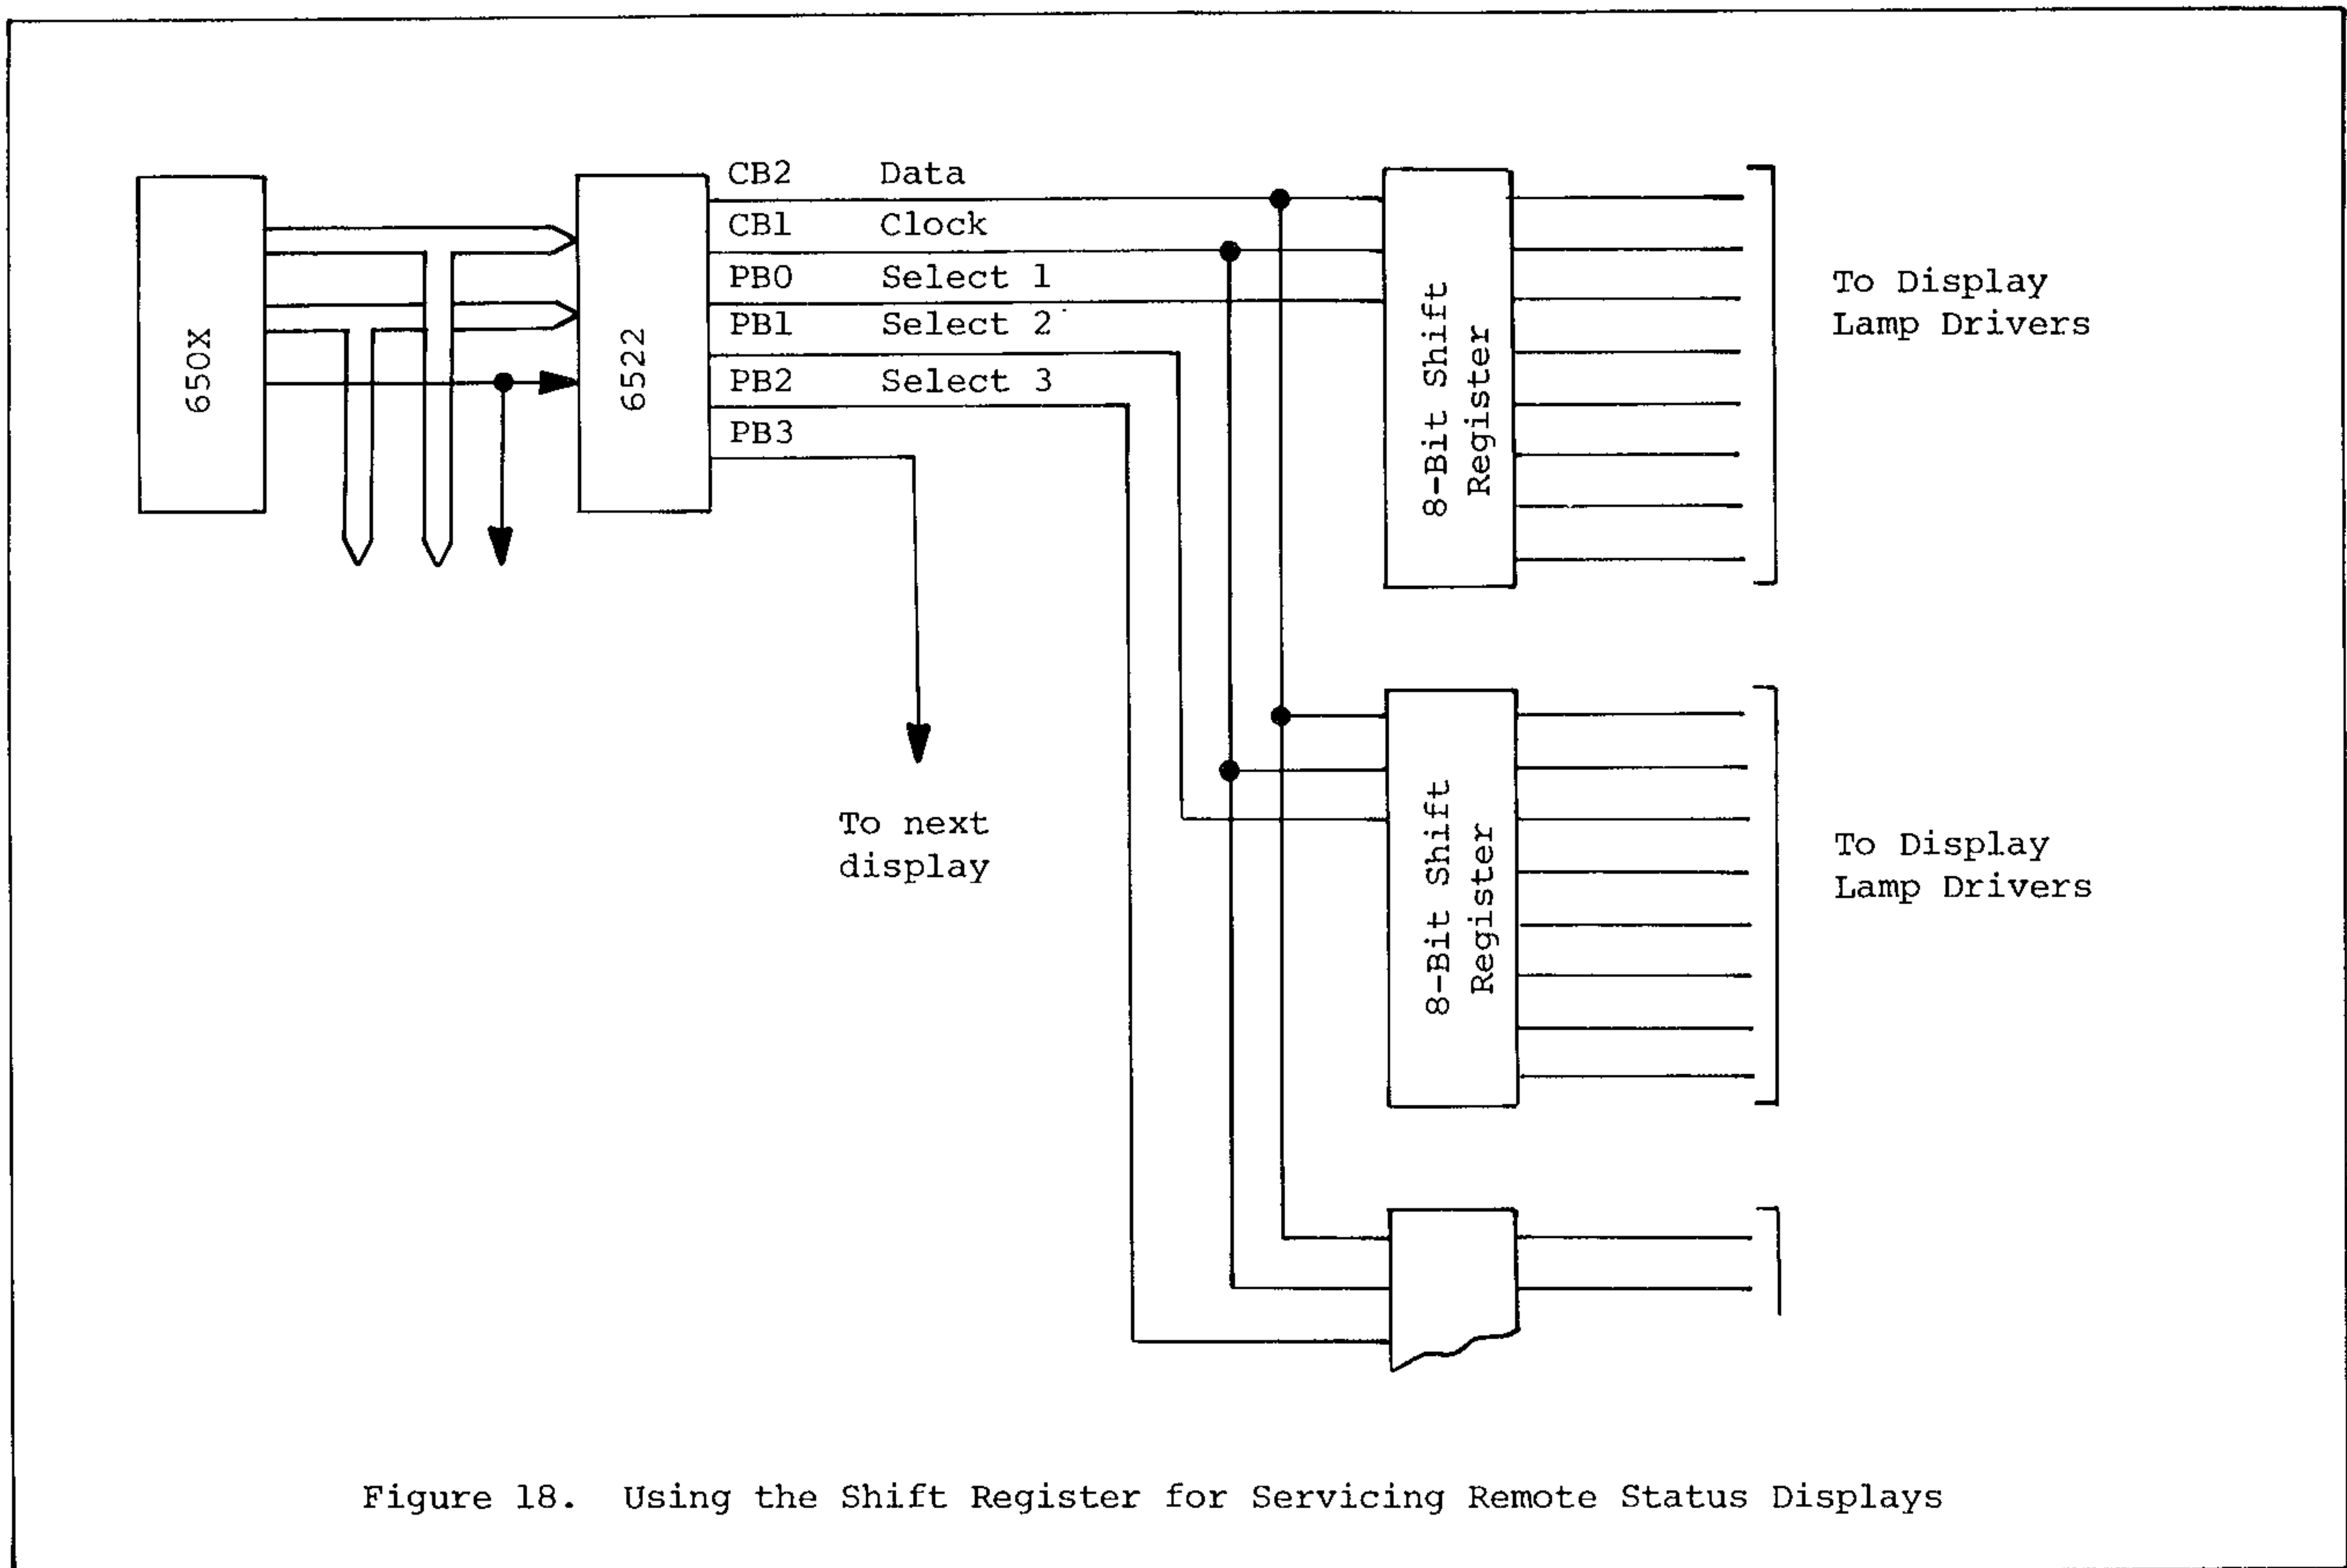 650X
6522
CB2 Data
CB1 Clock
PB0 Select 1
PB1 Select 2
PB2 Select 3
PB3
To next
display
8-Bit Shift
Register
To Display
Lamp Drivers
8-Bit Shift
Register
To Display
Lamp Drivers
Figure 18. Using the Shift Register for Servicing Remote Status Displays